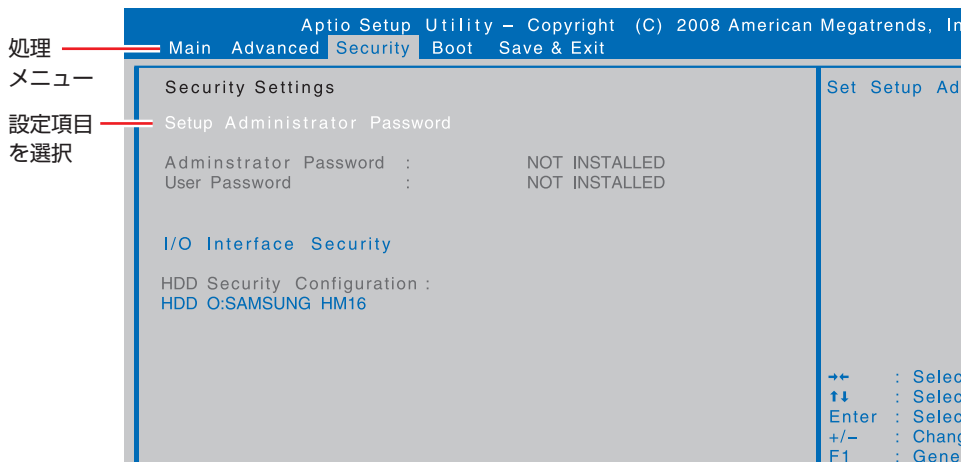 Aptio Setup Utility – Copyright (C) 2008 American Megatrends, In
Main Advanced Security Boot Save & Exit
処理
メニュー
設定項目
を選択
Security Settings
Setup Administrator Password
Adminstrator Password : NOT INSTALLED
User Password : NOT INSTALLED
I/O Interface Security
HDD Security Configuration :
HDD O:SAMSUNG HM16
Set Setup Ad
→← : Selec
↑↓ : Selec
Enter : Selec
+/− : Chang
F1 : Gene